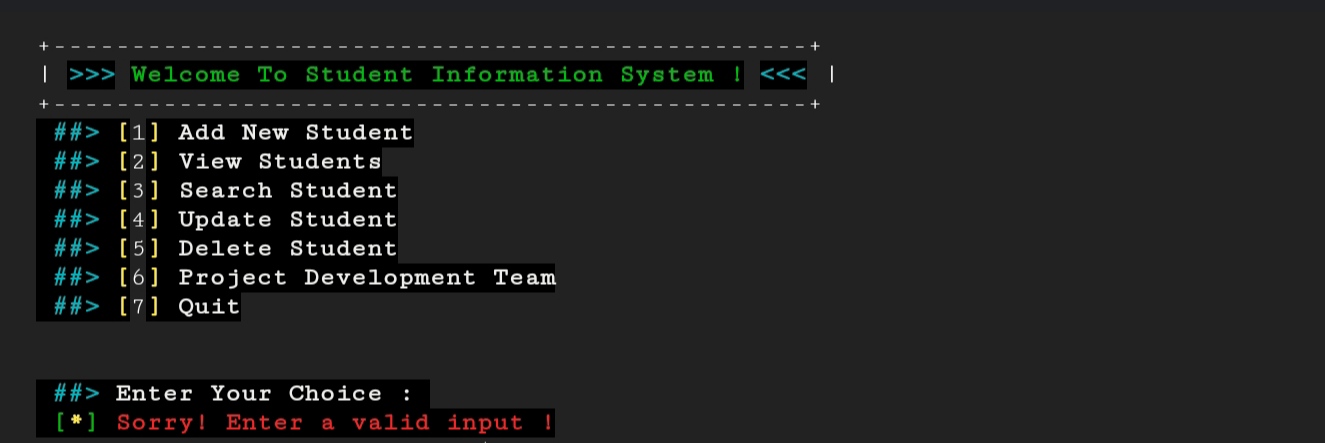 +------------------------------------------------+
| >>> Welcome To Student Information System ! <<< |
+------------------------------------------------+
##> [1] Add New Student
##> [2] View Students
##> [3] Search Student
##> [4] Update Student
##> [5] Delete Student
##> [6] Project Development Team
##> [7] Quit
##> Enter Your Choice :
[*] Sorry! Enter a valid input !